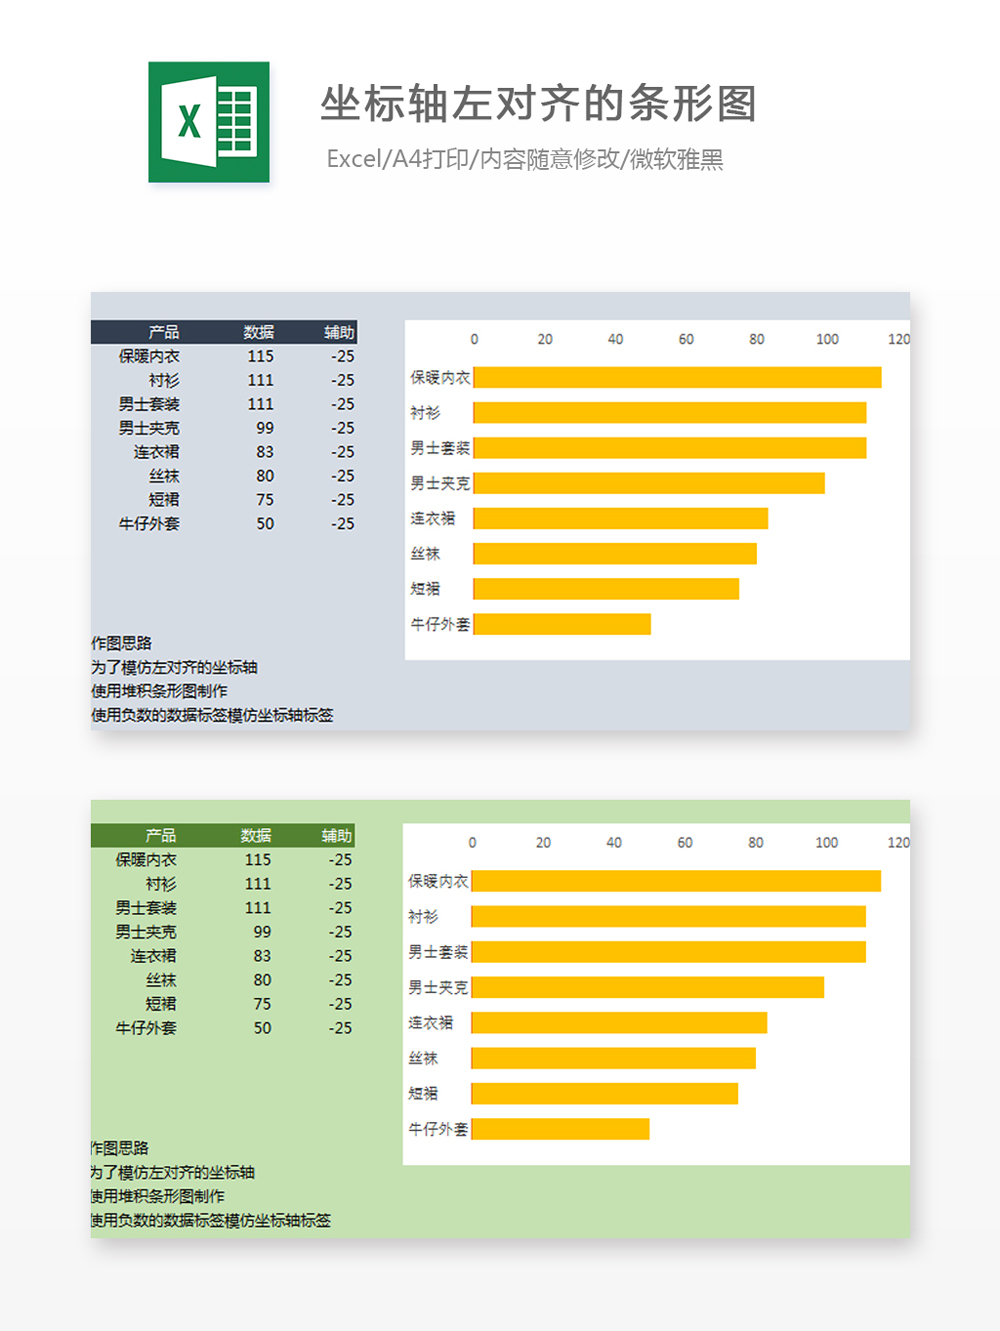 X
坐标轴左对齐的条形图
Excel/A4打印/内容随意修改/微软雅黑
产品 数据 辅助
保暖内衣 115 -25
衬衫 111 -25
男士套装 111 -25
男士夹克 99 -25
连衣裙 83 -25
丝袜 80 -25
短裙 75 -25
牛仔外套 50 -25
作图思路
为了模仿左对齐的坐标轴
使用堆积条形图制作
使用负数的数据标签模仿坐标轴标签
0 20 40 60 80 100 120
保暖内衣
衬衫
男士套装
男士夹克
连衣裙
丝袜
短裙
牛仔外套
产品 数据 辅助
保暖内衣 115 -25
衬衫 111 -25
男士套装 111 -25
男士夹克 99 -25
连衣裙 83 -25
丝袜 80 -25
短裙 75 -25
牛仔外套 50 -25
作图思路
为了模仿左对齐的坐标轴
使用堆积条形图制作
使用负数的数据标签模仿坐标轴标签
0 20 40 60 80 100 120
保暖内衣
衬衫
男士套装
男士夹克
连衣裙
丝袜
短裙
牛仔外套